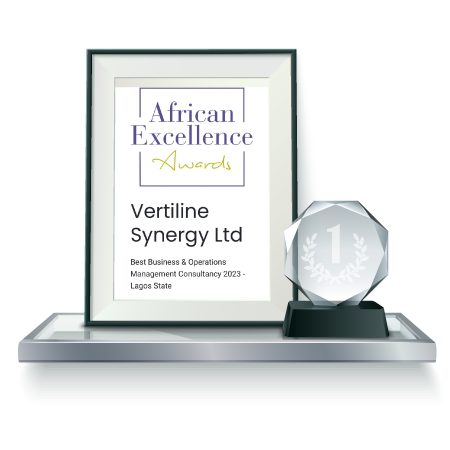 African
Excellence
Awards
Vertiline
Synergy Ltd
Best Business & Operations
Management Consultancy 2023 -
Lagos State
1